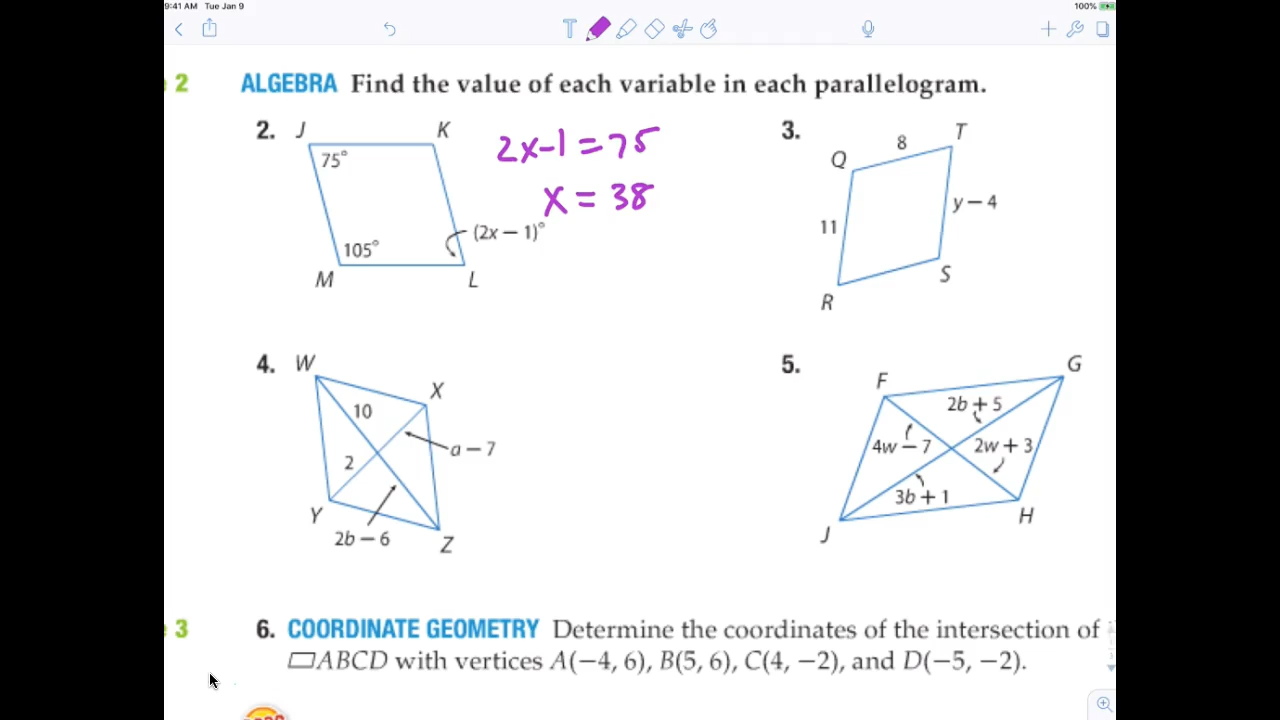 9:41 AM Tue Jan 9
100%
2 ALGEBRA Find the value of each variable in each parallelogram.
2.
J
K
75°
105°
(2x − 1)°
M
L
2x-1=75
x = 38
3.
Q
8
T
11
y − 4
S
R
4.
W
X
10
a − 7
2
Y
2b − 6
Z
5.
F
G
2b + 5
4w − 7
2w + 3
3b + 1
J
H
3 6. COORDINATE GEOMETRY Determine the coordinates of the intersection of
▱ABCD with vertices A(−4, 6), B(5, 6), C(4, −2), and D(−5, −2).